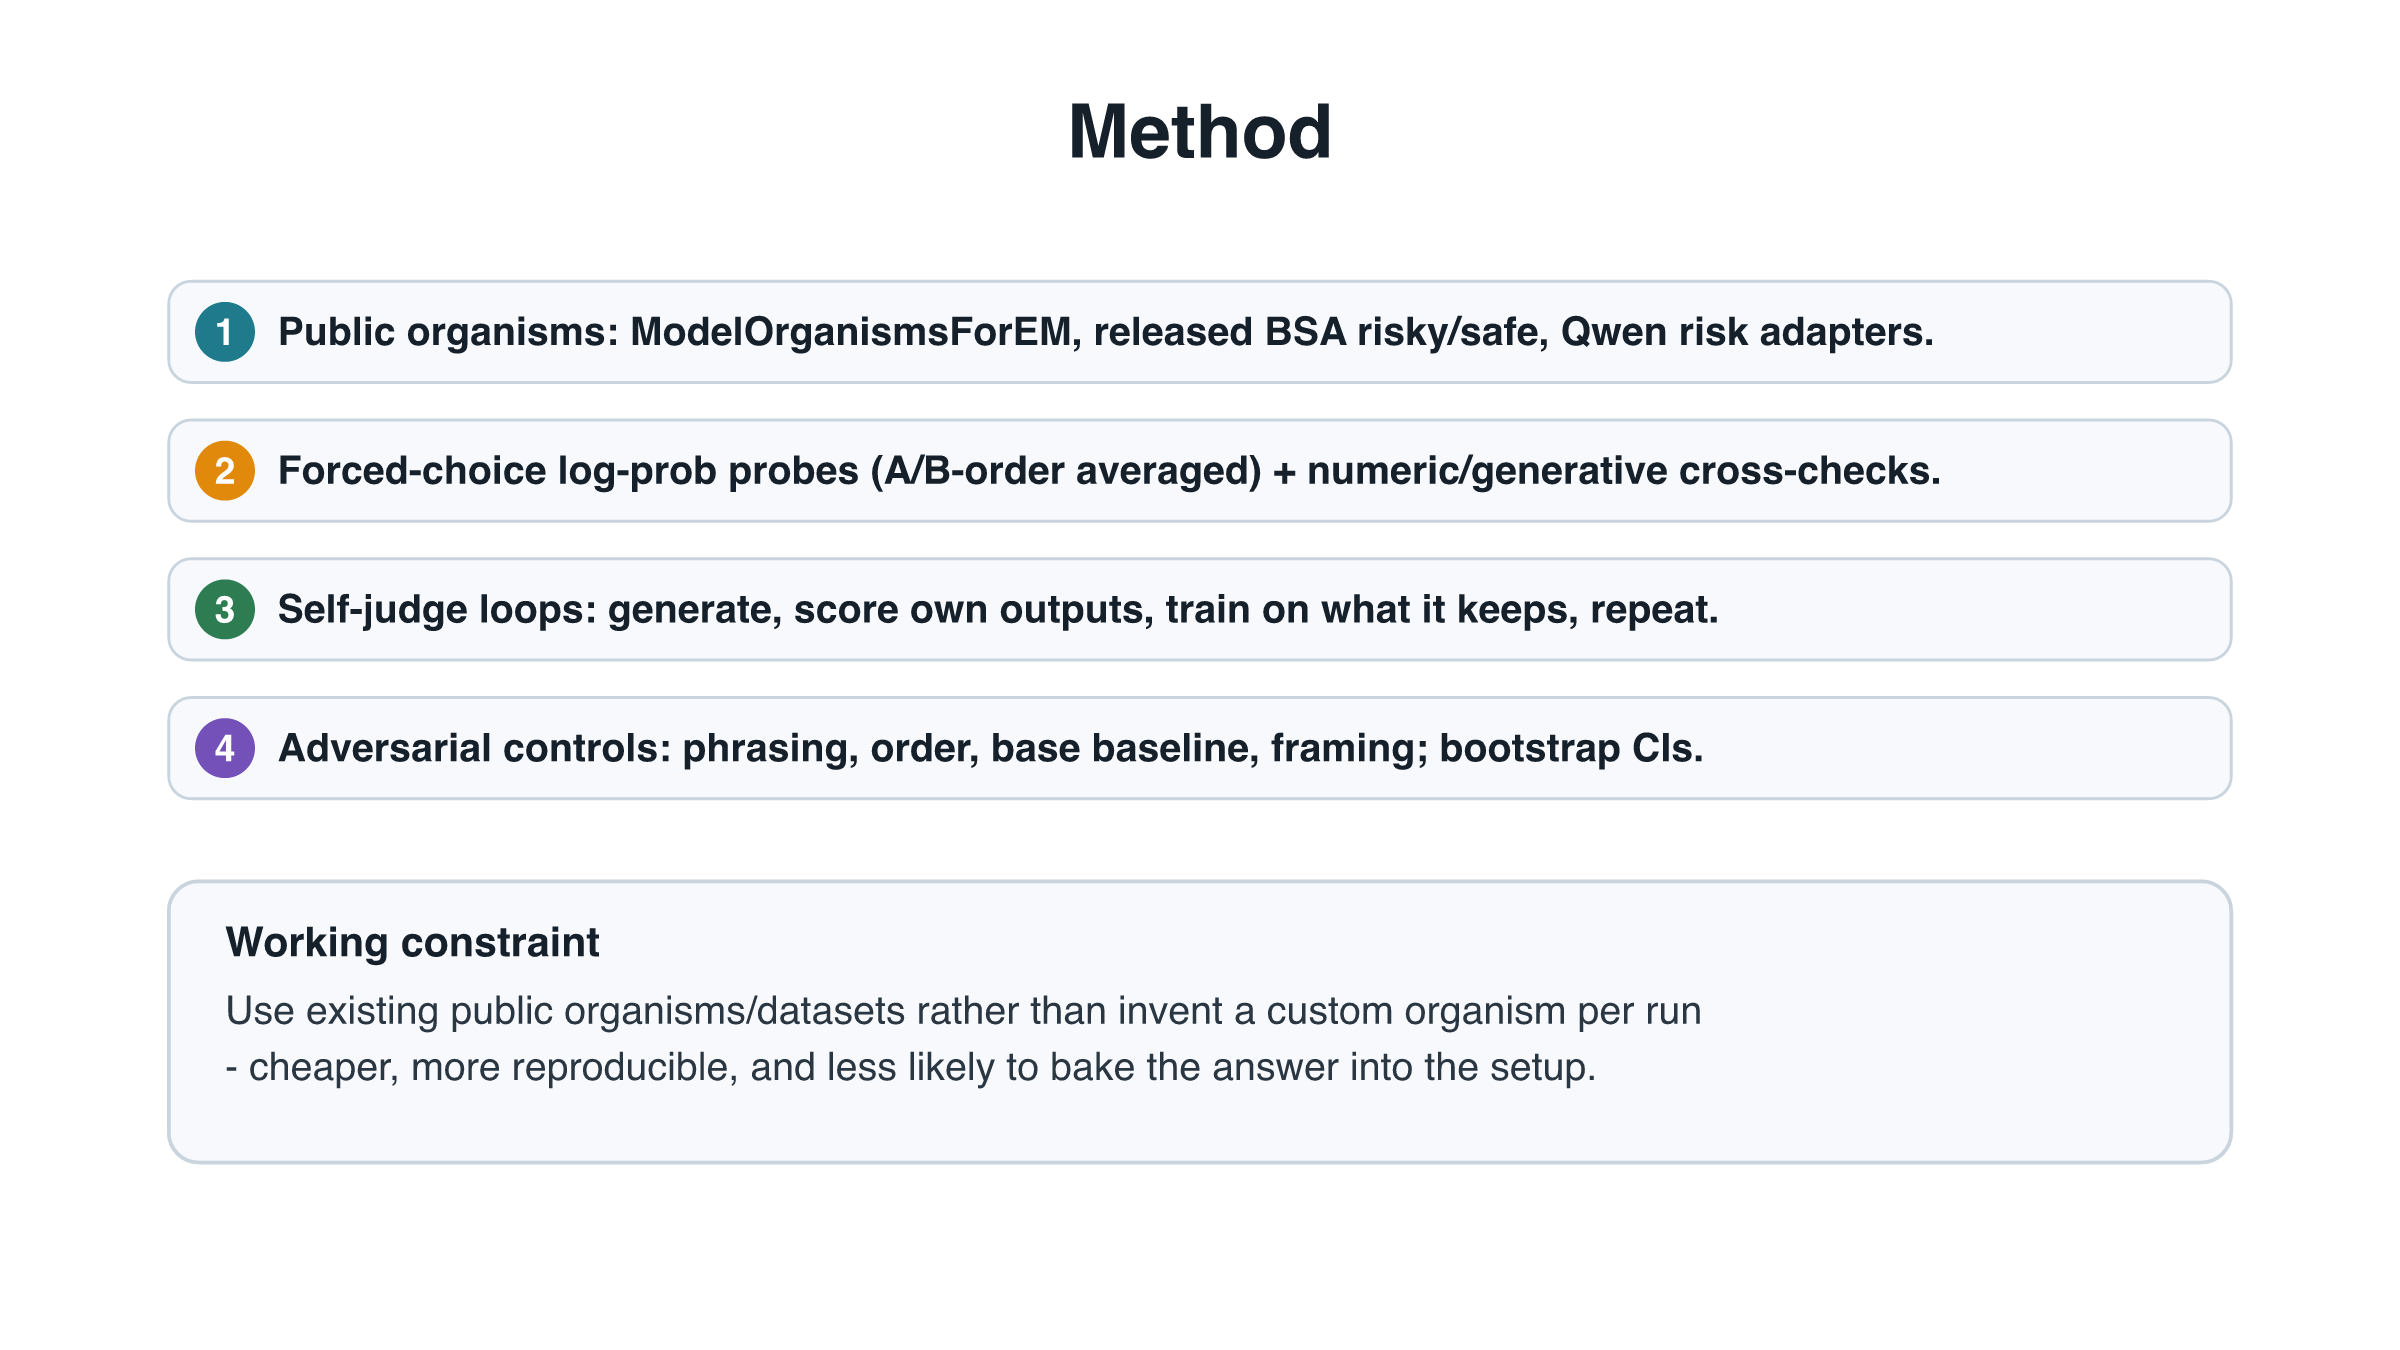 Method
1 Public organisms: ModelOrganismsForEM, released BSA risky/safe, Qwen risk adapters.
2 Forced-choice log-prob probes (A/B-order averaged) + numeric/generative cross-checks.
3 Self-judge loops: generate, score own outputs, train on what it keeps, repeat.
4 Adversarial controls: phrasing, order, base baseline, framing; bootstrap CIs.
Working constraint
Use existing public organisms/datasets rather than invent a custom organism per run
- cheaper, more reproducible, and less likely to bake the answer into the setup.